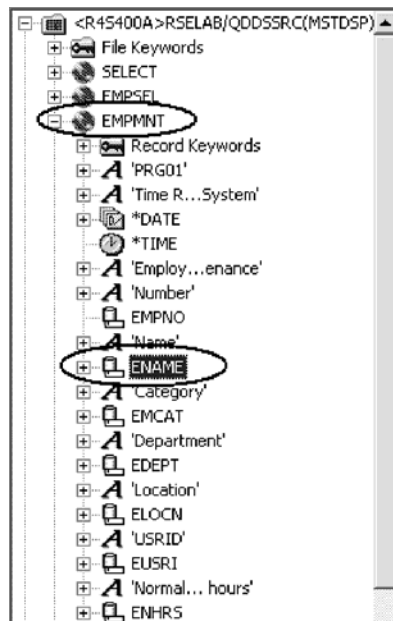 <R4S400A>RSELAB/QDDSSRC(MSTDSP)
File Keywords
SELECT
EMPSEL
EMPMNT
Record Keywords
'PRG01'
'Time R...System'
*DATE
*TIME
'Employ...enance'
'Number'
EMPNO
'Name'
ENAME
'Category'
EMCAT
'Department'
EDEPT
'Location'
ELOCN
'USRID'
EUSRI
'Normal... hours'
ENHRS